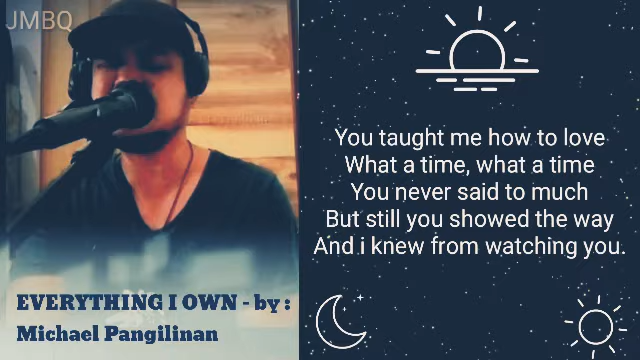 JMBQ
EVERYTHING I OWN - by :
Michael Pangilinan
You taught me how to love
What a time, what a time
You never said to much
But still you showed the way
And i knew from watching you.